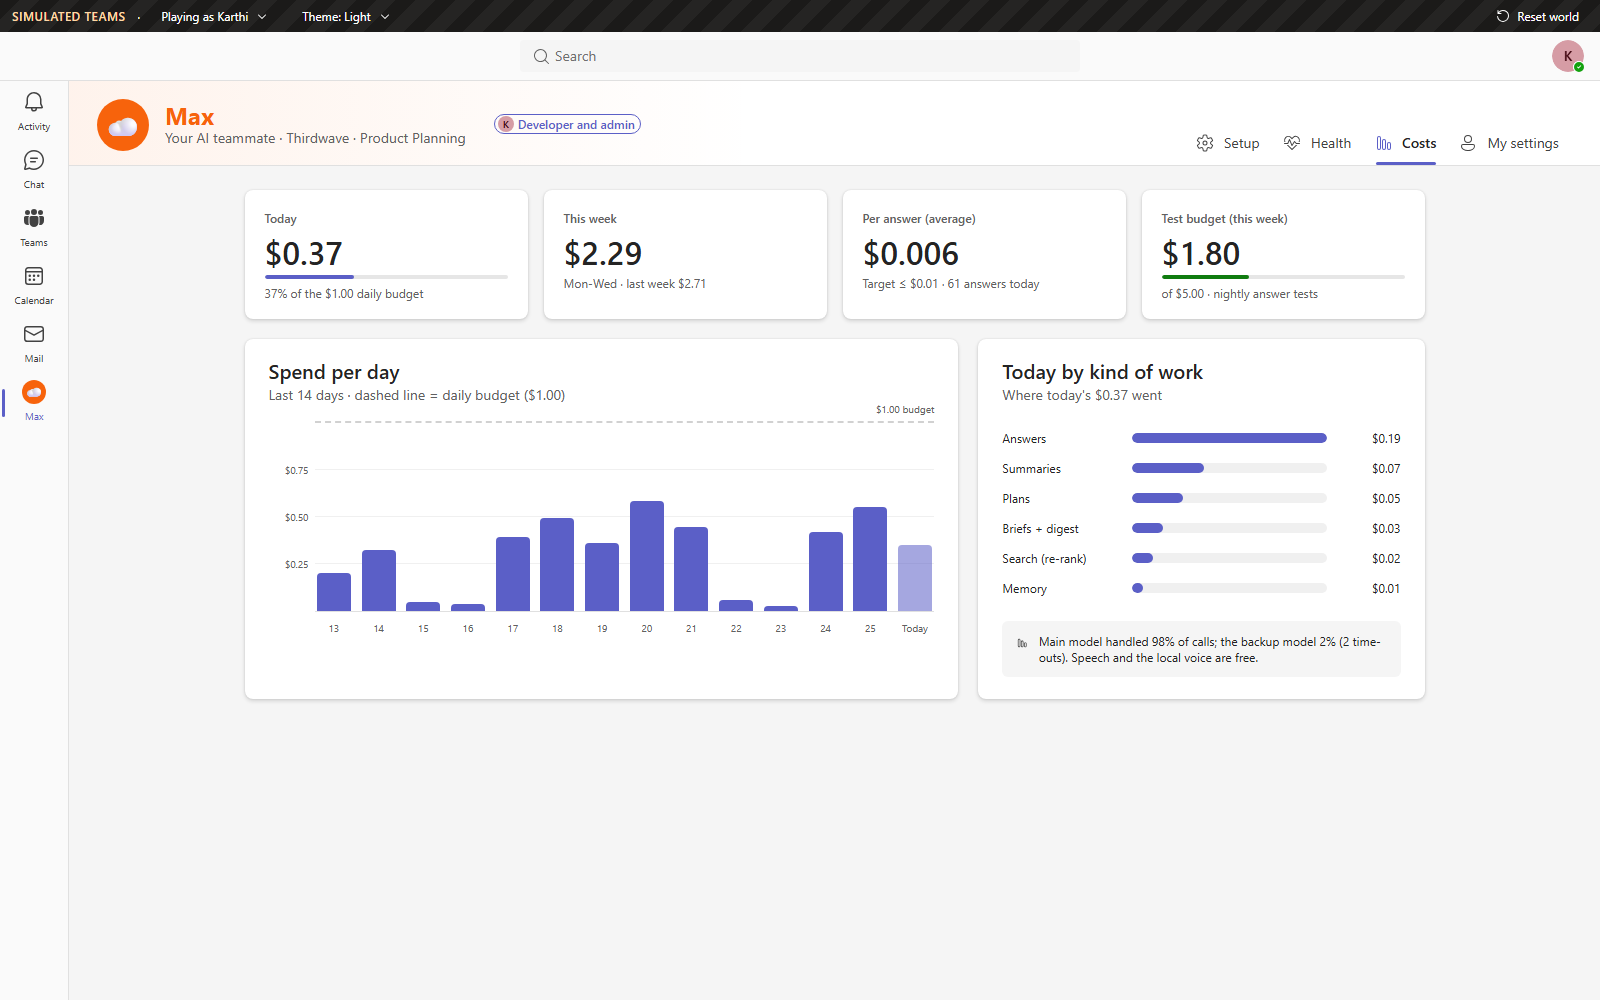 SIMULATED TEAMS · Playing as Karthi Theme: Light Reset world
Search K
Activity
Chat
Teams
Calendar
Mail
Max
Max
Your AI teammate · Thirdwave · Product Planning
K Developer and admin
Setup Health Costs My settings
Today
$0.37
37% of the $1.00 daily budget
This week
$2.29
Mon-Wed · last week $2.71
Per answer (average)
$0.006
Target ≤ $0.01 · 61 answers today
Test budget (this week)
$1.80
of $5.00 · nightly answer tests
Spend per day
Last 14 days · dashed line = daily budget ($1.00)
$1.00 budget
$0.75
$0.50
$0.25
13 14 15 16 17 18 19 20 21 22 23 24 25 Today
Today by kind of work
Where today's $0.37 went
Answers $0.19
Summaries $0.07
Plans $0.05
Briefs + digest $0.03
Search (re-rank) $0.02
Memory $0.01
Main model handled 98% of calls; the backup model 2% (2 time-
outs). Speech and the local voice are free.